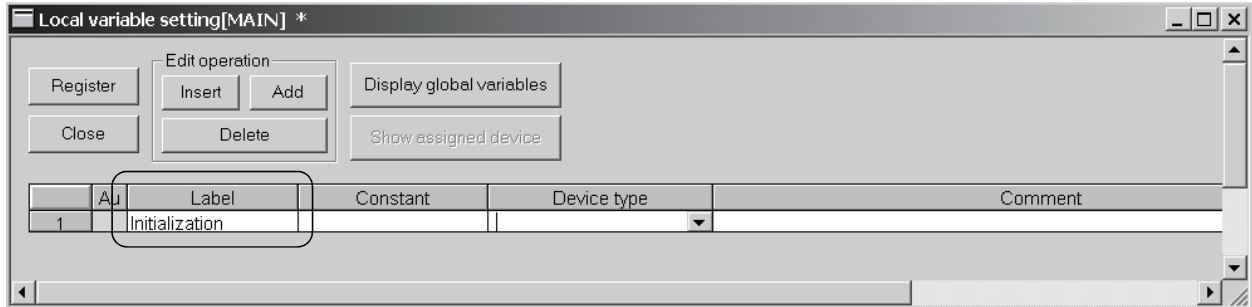 Local variable setting[MAIN] *
Edit operation
Register
Insert
Add
Display global variables
Close
Delete
Show assigned device
Au Label Constant Device type Comment
1 Initialization